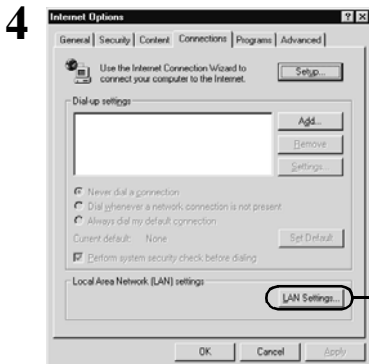 4
Internet Options
General Security Content Connections Programs Advanced
Use the Internet Connection Wizard to
connect your computer to the Internet.
Setup...
Dial-up settings
Add...
Remove
Settings...
Never dial a connection
Dial whenever a network connection is not present
Always dial my default connection
Current default: None
Set Default
Perform system security check before dialing
Local Area Network (LAN) settings
LAN Settings...
OK Cancel Apply